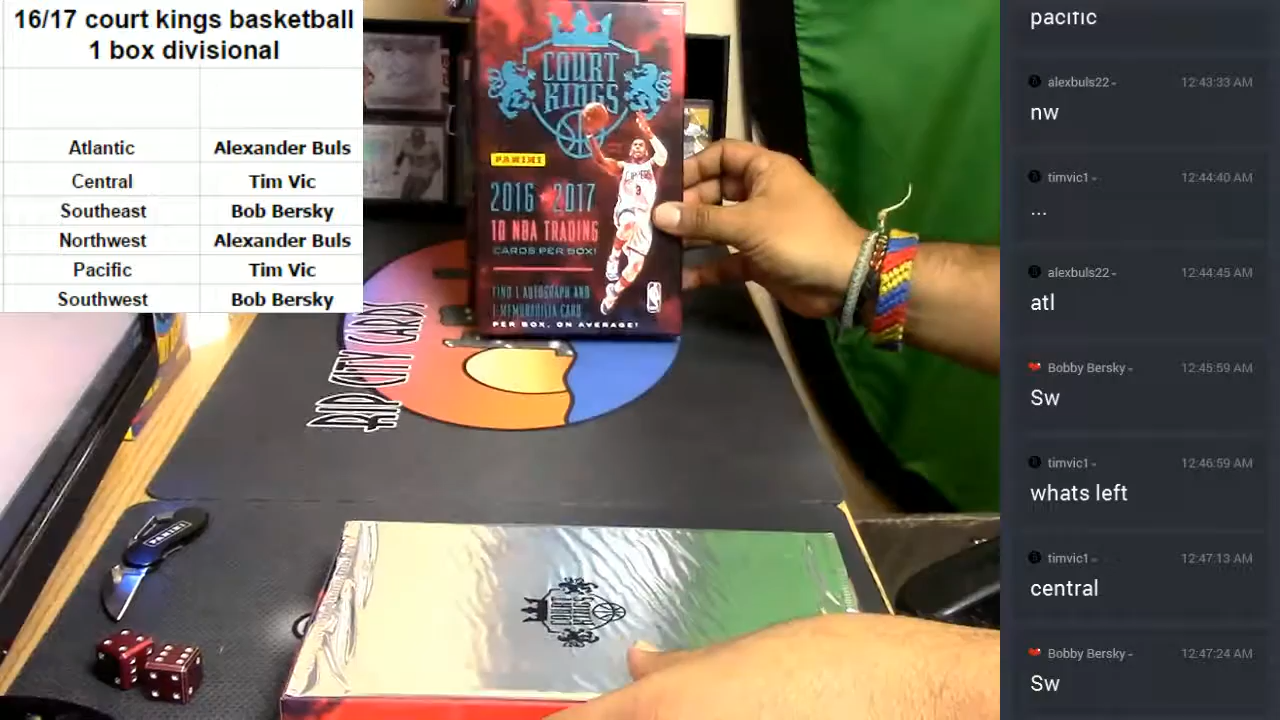 16/17 court kings basketball
1 box divisional
Atlantic Alexander Buls
Central Tim Vic
Southeast Bob Bersky
Northwest Alexander Buls
Pacific Tim Vic
Southwest Bob Bersky
COURT
KINGS
PANINI
2016 2017
10 NBA TRADING
CARDS PER BOX!
FIND 1 AUTOGRAPH AND
1 MEMORABILIA CARD
PER BOX, ON AVERAGE!
RIP CITY CARDS
PANINI
COURT
KINGS
pacific
alexbuls22 12:43:33 AM
nw
timvic1 12:44:40 AM
...
alexbuls22 12:44:45 AM
atl
Bobby Bersky 12:45:59 AM
Sw
timvic1 12:46:59 AM
whats left
timvic1 12:47:13 AM
central
Bobby Bersky 12:47:24 AM
Sw